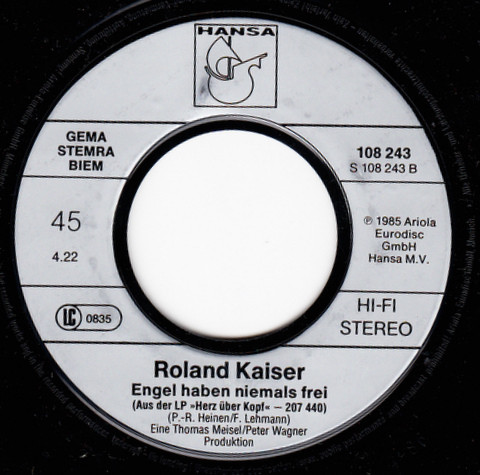 HANSA
GEMA
STEMRA
BIEM
108 243
S 108 243 B
45
4.22
℗ 1985 Ariola
Eurodisc
GmbH
Hansa M.V.
LC 0835
HI-FI
STEREO
Roland Kaiser
Engel haben niemals frei
(Aus der LP »Herz über Kopf« – 207 440)
(P.-R. Heinen/F. Lehmann)
Eine Thomas Meisel/Peter Wagner
Produktion